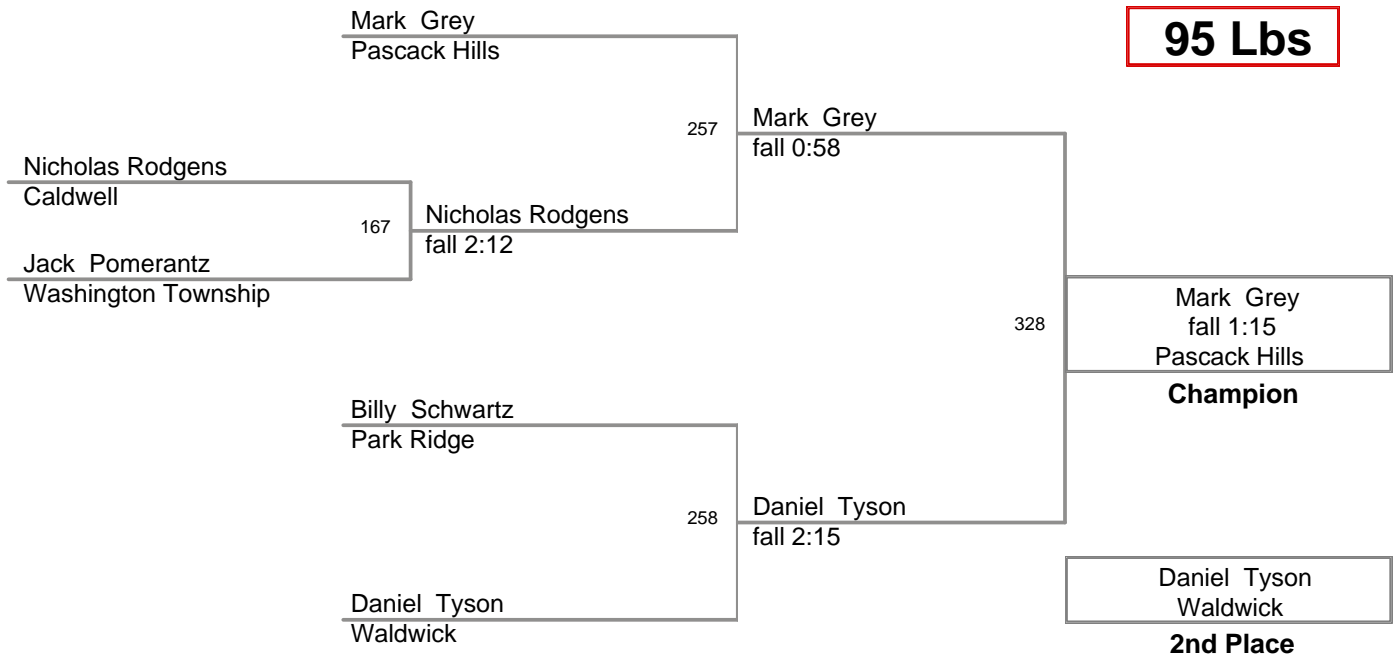 Mark Grey
Pascack Hills
95 Lbs
257
Mark Grey
fall 0:58
Nicholas Rodgens
Caldwell
167
Nicholas Rodgens
fall 2:12
Jack Pomerantz
Washington Township
328
Mark Grey
fall 1:15
Pascack Hills
Champion
Billy Schwartz
Park Ridge
258
Daniel Tyson
fall 2:15
Daniel Tyson
Waldwick
Daniel Tyson
Waldwick
2nd Place